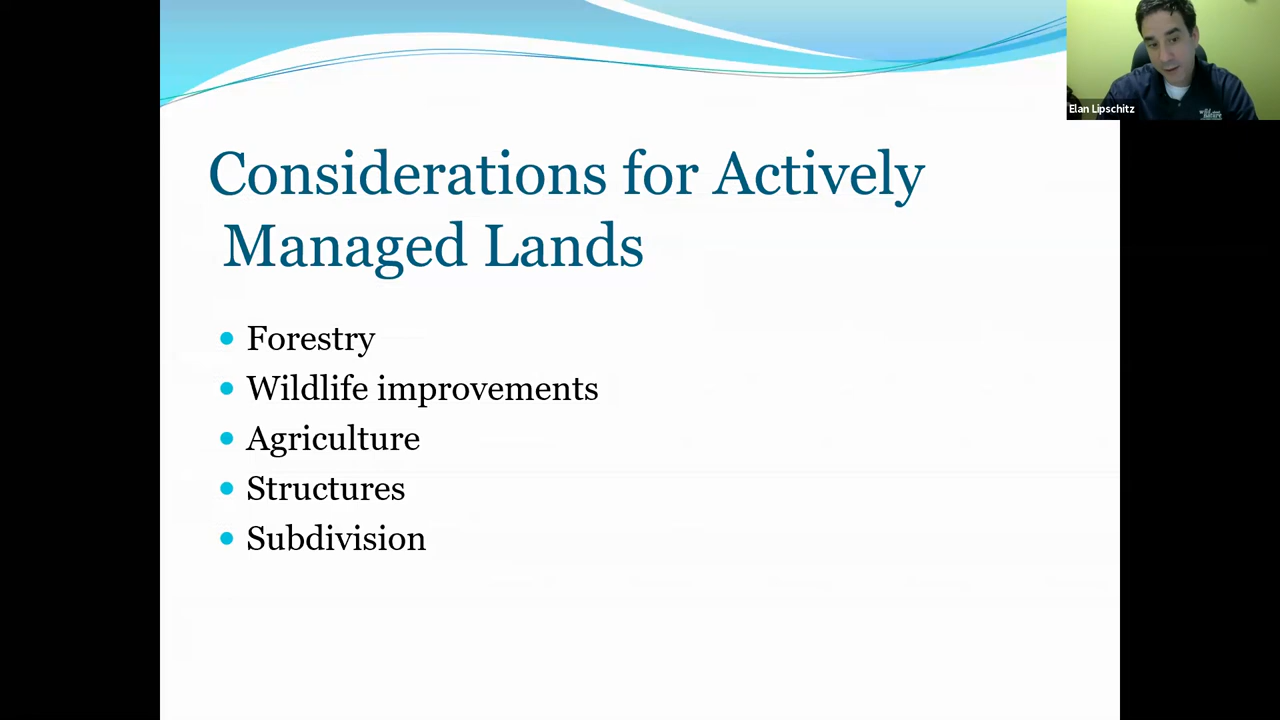 Elan Lipschitz
Considerations for Actively
Managed Lands
Forestry
Wildlife improvements
Agriculture
Structures
Subdivision